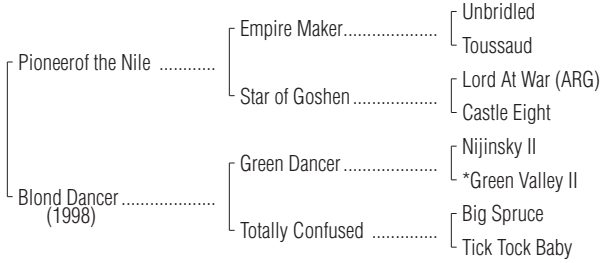 Unbridled
Empire Maker.....................
Toussaud
Pioneerof the Nile ............
Lord At War (ARG)
Star of Goshen ..................
Castle Eight
Nijinsky II
Green Dancer .....................
*Green Valley II
Blond Dancer ....................
(1998)
Big Spruce
Totally Confused ..............
Tick Tock Baby